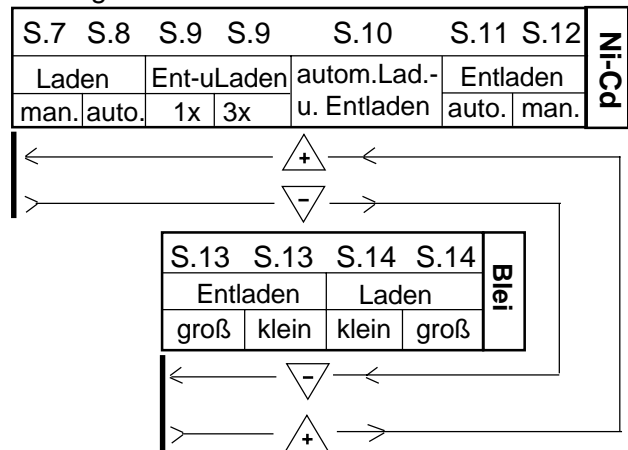 S.7 S.8 S.9 S.9 S.10 S.11 S.12
Ni-Cd
Laden Ent-uLaden autom.Lad.- Entladen
man. auto. 1x 3x u. Entladen auto. man.
+
−
S.13 S.13 S.14 S.14
Blei
Entladen Laden
groß klein klein groß
−
+